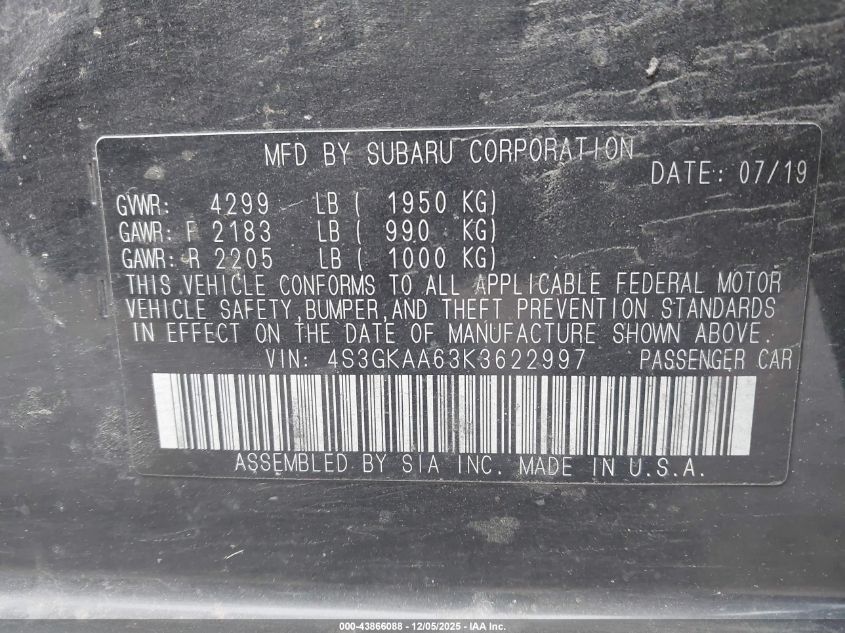 MFD BY SUBARU CORPORATION
DATE: 07/19
GVWR: 4299 LB ( 1950 KG)
GAWR: F 2183 LB ( 990 KG)
GAWR: R 2205 LB ( 1000 KG)
THIS VEHICLE CONFORMS TO ALL APPLICABLE FEDERAL MOTOR
VEHICLE SAFETY, BUMPER, AND THEFT PREVENTION STANDARDS
IN EFFECT ON THE DATE OF MANUFACTURE SHOWN ABOVE.
VIN: 4S3GKAA63K3622997 PASSENGER CAR
ASSEMBLED BY SIA INC. MADE IN U.S.A.
000-43866088 - 12/05/2025 - IAA Inc.